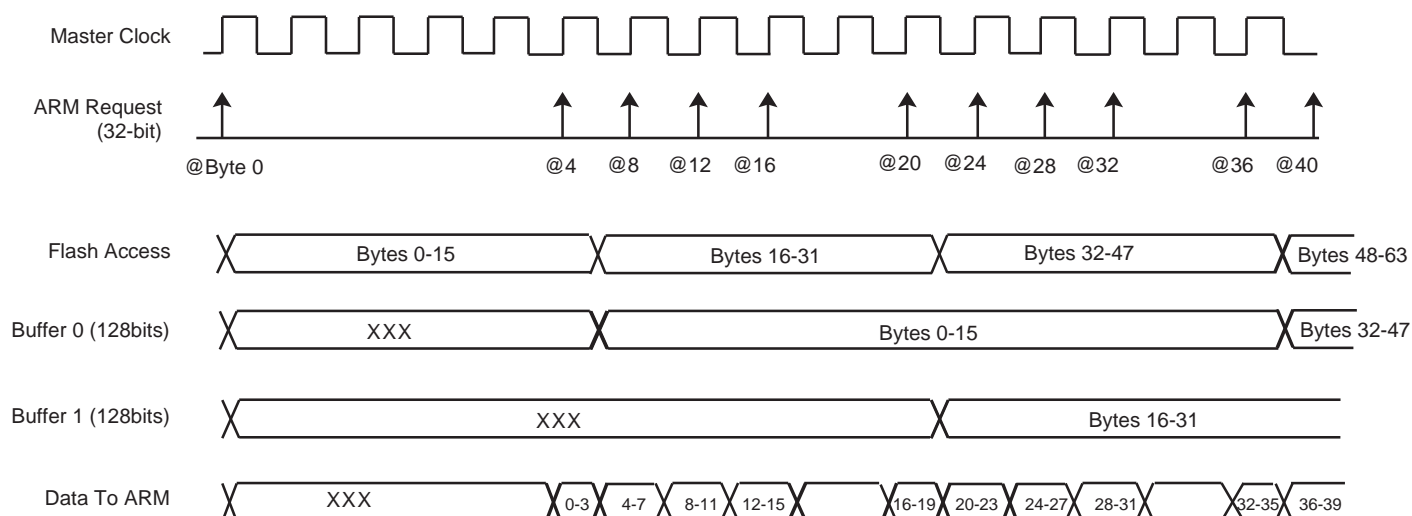 Master Clock
ARM Request
(32-bit)
@Byte 0 @4 @8 @12 @16 @20 @24 @28 @32 @36 @40
Flash Access Bytes 0-15 Bytes 16-31 Bytes 32-47 Bytes 48-63
Buffer 0 (128bits) XXX Bytes 0-15 Bytes 32-47
Buffer 1 (128bits) XXX Bytes 16-31
Data To ARM XXX 0-3 4-7 8-11 12-15 16-19 20-23 24-27 28-31 32-35 36-39